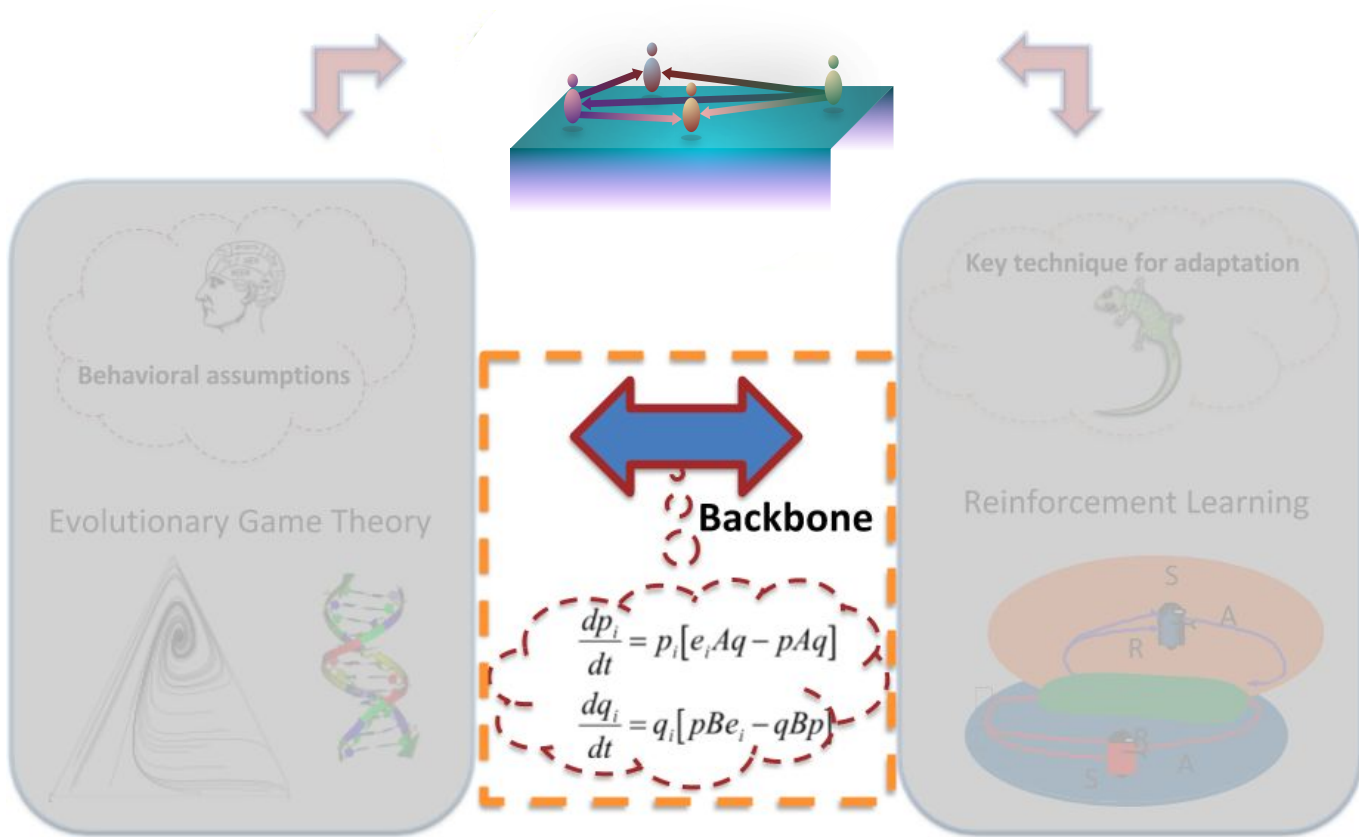 Behavioral assumptions
Evolutionary Game Theory
Backbone
dp_i/dt = p_i[e_iAq − pAq]
dq_i/dt = q_i[pBe_i − qBp]
Key technique for adaptation
Reinforcement Learning
S
A
R
R
S
A